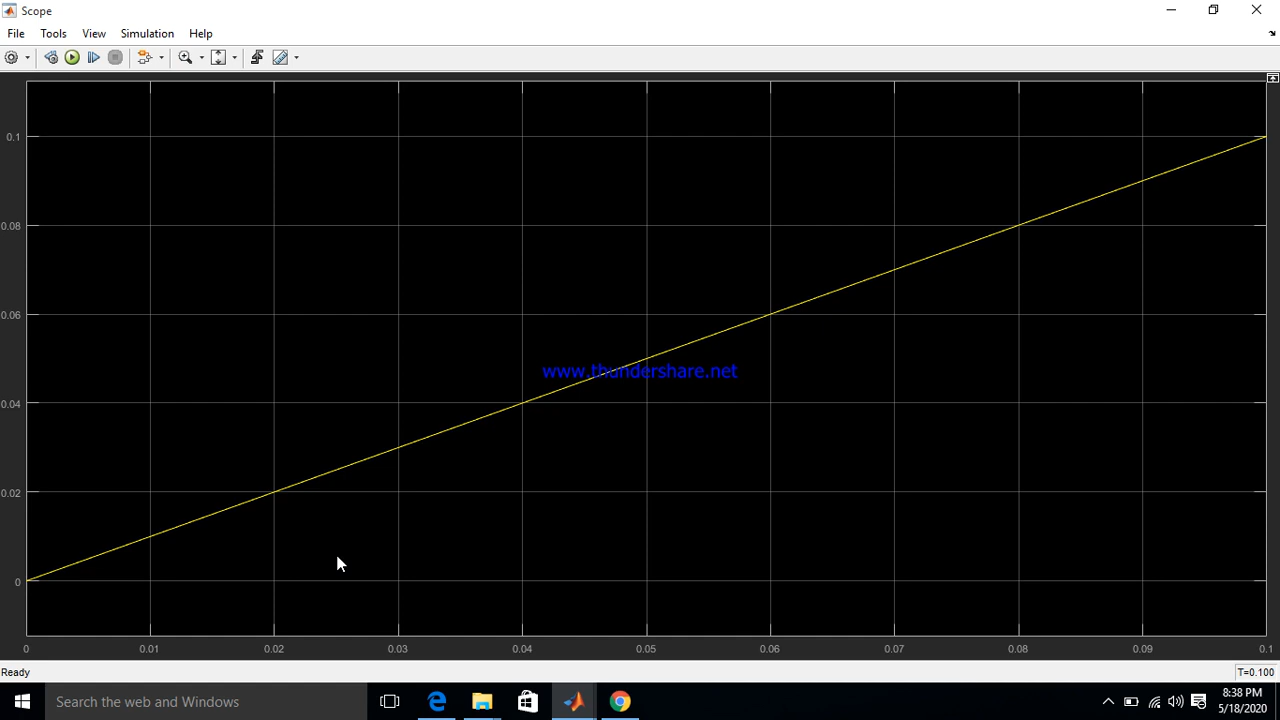 Scope
File Tools View Simulation Help
0.1
0.08
0.06
0.04
0.02
0
0 0.01 0.02 0.03 0.04 0.05 0.06 0.07 0.08 0.09 0.1
www.thundershare.net
Ready T=0.100
Search the web and Windows
8:38 PM
5/18/2020